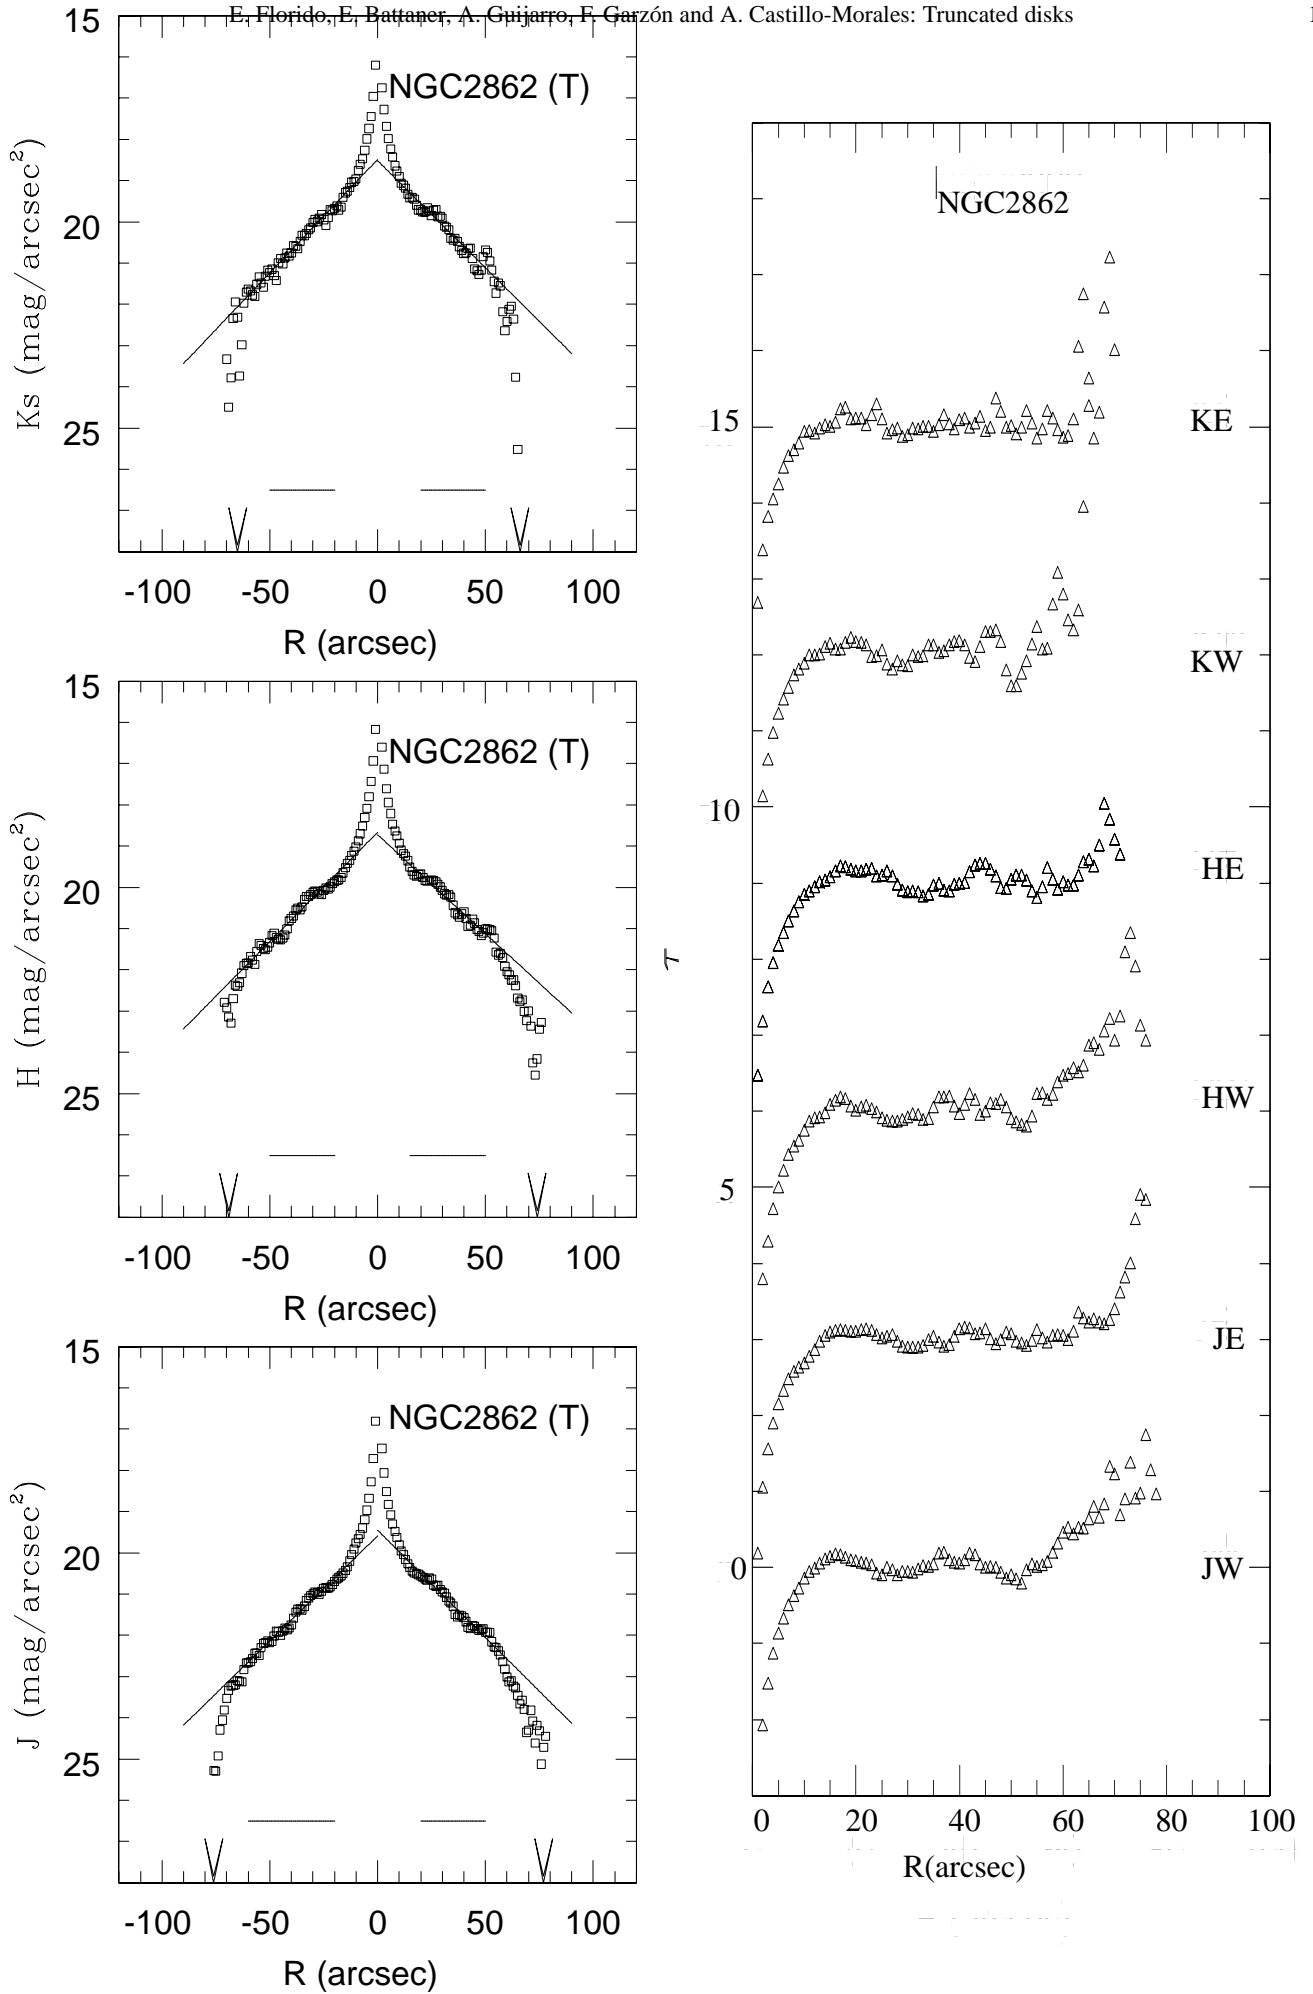 E. Florido, E. Battaner, A. Guijarro, F. Garzón and A. Castillo-Morales: Truncated disks
15
NGC2862 (T)
20
25
Ks (mag/arcsec²)
-100 -50 0 50 100
R (arcsec)
15
NGC2862 (T)
20
25
H (mag/arcsec²)
-100 -50 0 50 100
R (arcsec)
15
NGC2862 (T)
20
25
J (mag/arcsec²)
-100 -50 0 50 100
R (arcsec)
NGC2862
15
KE
KW
10
HE
τ
HW
5
JE
0
JW
0 20 40 60 80 100
R(arcsec)